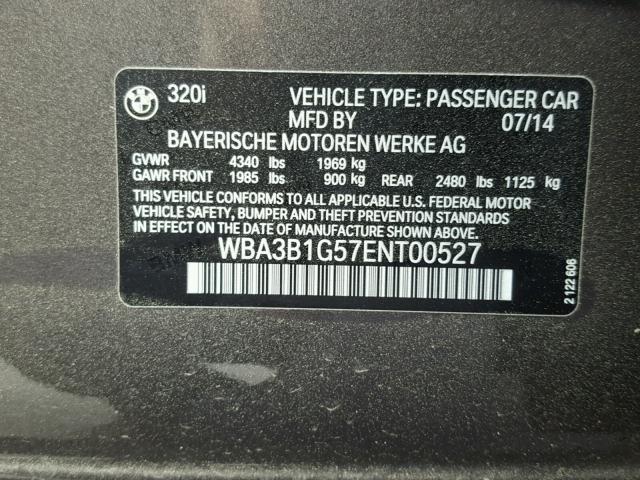 320i VEHICLE TYPE: PASSENGER CAR
MFD BY 07/14
BAYERISCHE MOTOREN WERKE AG
GVWR 4340 lbs 1969 kg
GAWR FRONT 1985 lbs 900 kg REAR 2480 lbs 1125 kg
THIS VEHICLE CONFORMS TO ALL APPLICABLE U.S. FEDERAL MOTOR
VEHICLE SAFETY, BUMPER AND THEFT PREVENTION STANDARDS
IN EFFECT ON THE DATE OF MANUFACTURE SHOWN ABOVE:
WBA3B1G57ENT00527
2 122 606